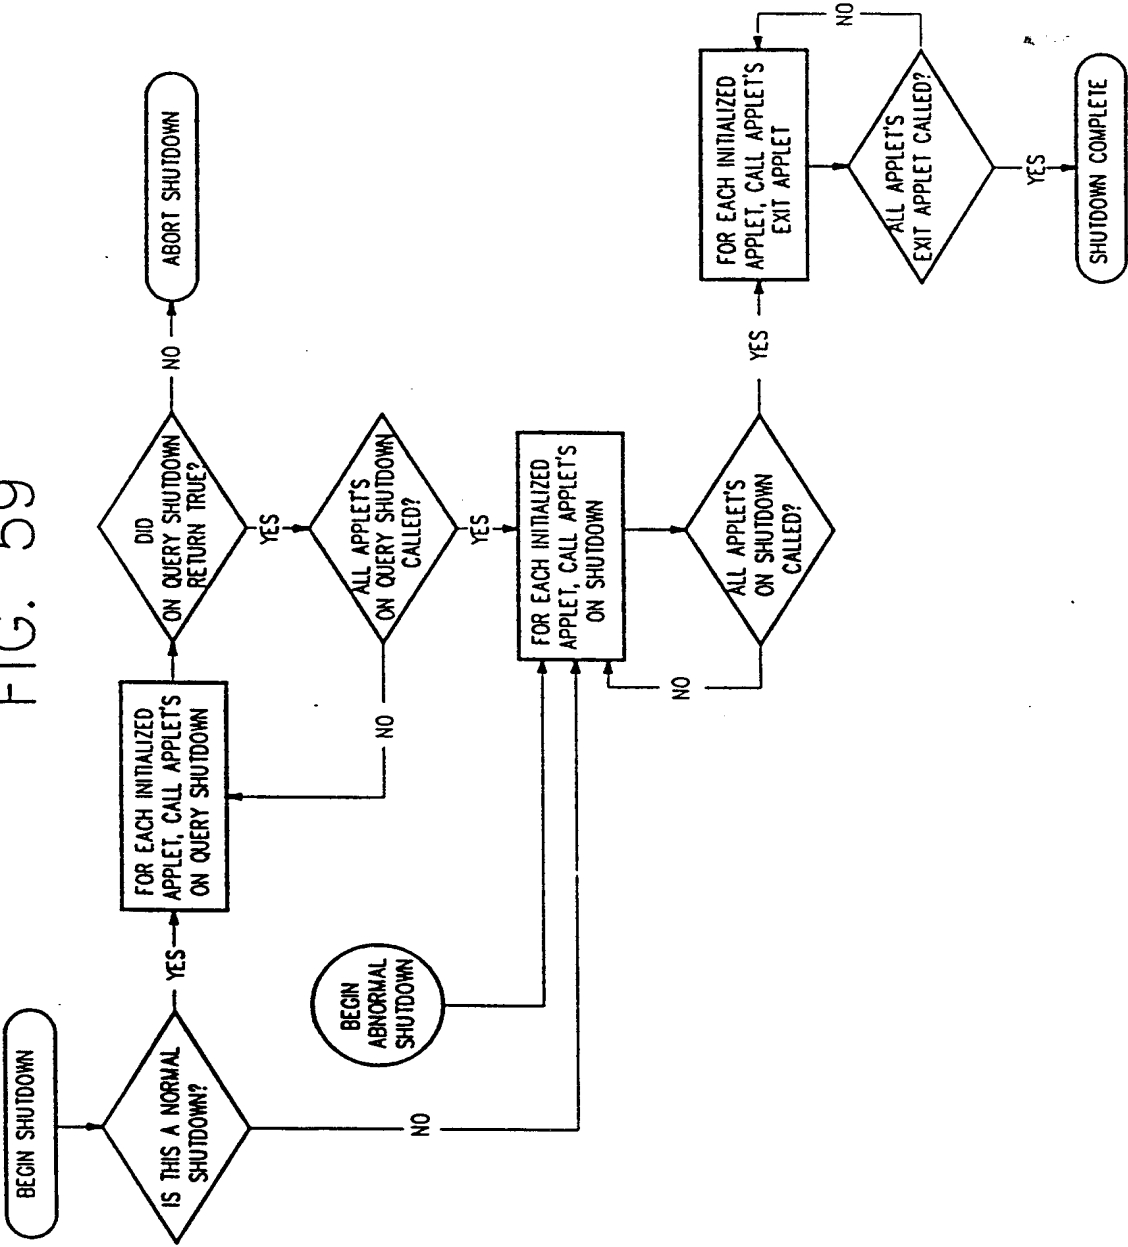 FIG. 59
BEGIN SHUTDOWN
IS THIS A NORMAL
SHUTDOWN?
YES
NO
FOR EACH INITIALIZED
APPLET, CALL APPLET'S
ON QUERY SHUTDOWN
DID
ON QUERY SHUTDOWN
RETURN TRUE?
NO
ABORT SHUTDOWN
YES
ALL APPLET'S
ON QUERY SHUTDOWN
CALLED?
NO
YES
BEGIN
ABNORMAL
SHUTDOWN
FOR EACH INITIALIZED
APPLET, CALL APPLET'S
ON SHUTDOWN
ALL APPLET'S
ON SHUTDOWN
CALLED?
NO
YES
FOR EACH INITIALIZED
APPLET, CALL APPLET'S
EXIT APPLET
ALL APPLET'S
EXIT APPLET CALLED?
NO
YES
SHUTDOWN COMPLETE